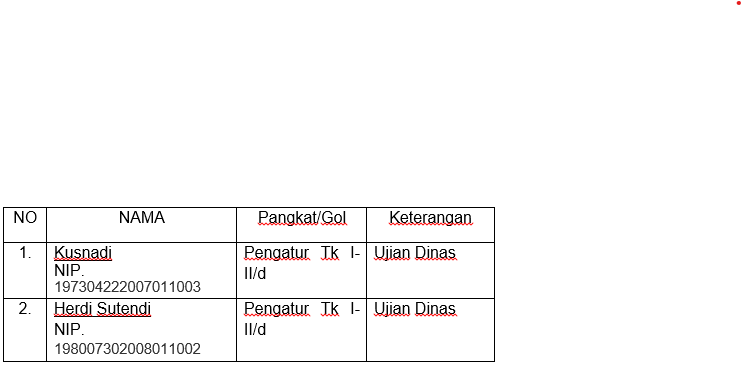 NO NAMA Pangkat/Gol Keterangan
1. Kusnadi Pengatur Tk I- Ujian Dinas
NIP. II/d
197304222007011003
2. Herdi Sutendi Pengatur Tk I- Ujian Dinas
NIP. II/d
198007302008011002